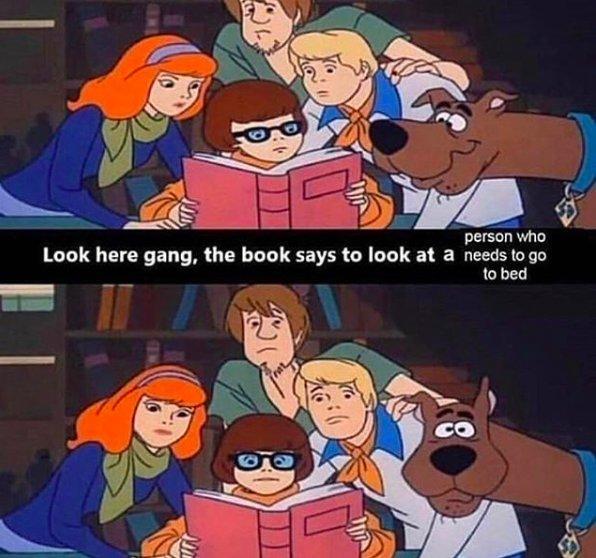 Look here gang, the book says to look at a person who
needs to go
to bed